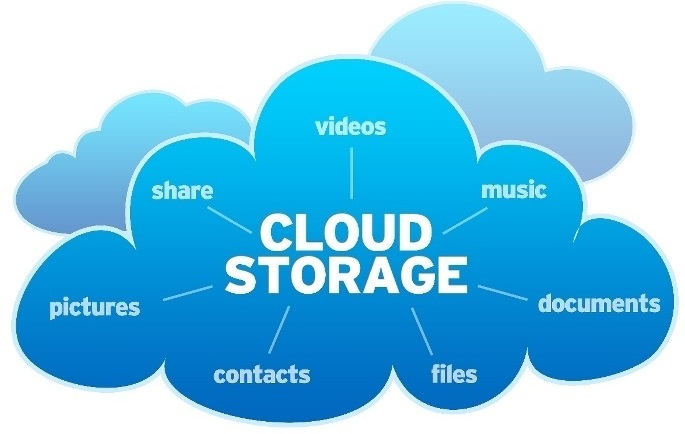 videos
share
music
CLOUD
STORAGE
pictures
documents
contacts
files